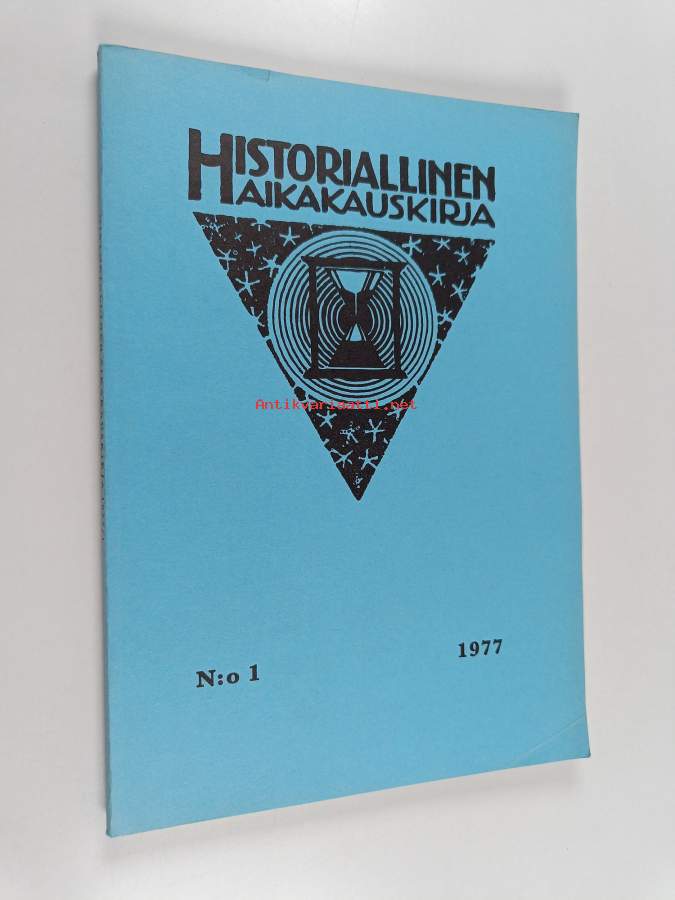 HISTORIALLINEN
AIKAKAUSKIRJA
Antikvariaatti.net
N:o 1
1977